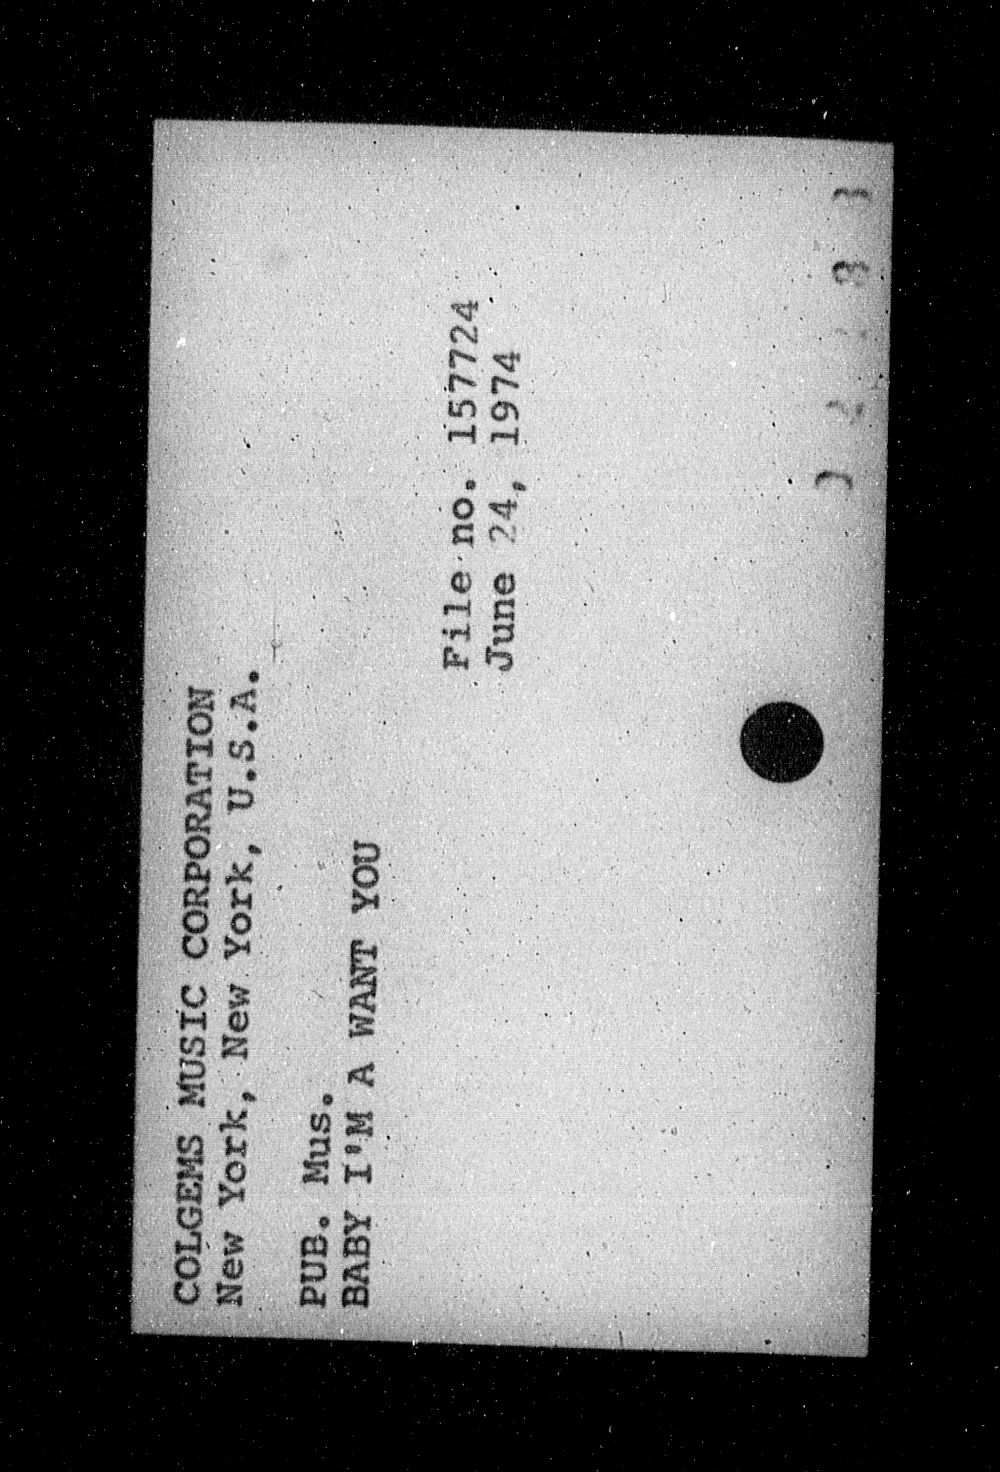 COLGEMS MUSIC CORPORATION
New York, New York, U.S.A.
PUB. Mus.
BABY I'M A WANT YOU
File no. 157724
June 24, 1974